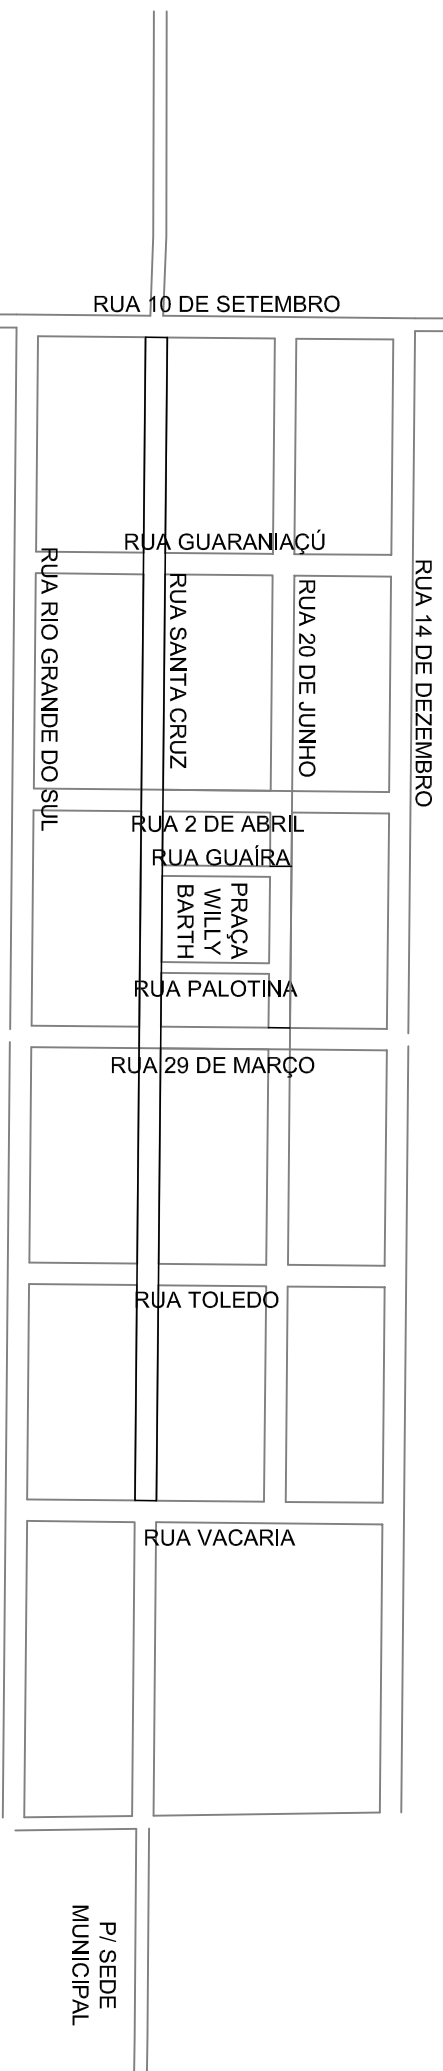 RUA 10 DE SETEMBRO
RUA GUARANIAÇÚ
RUA RIO GRANDE DO SUL
RUA SANTA CRUZ
RUA 20 DE JUNHO
RUA 14 DE DEZEMBRO
RUA 2 DE ABRIL
RUA GUAÍRA
PRAÇA
WILLY
BARTH
RUA PALOTINA
RUA 29 DE MARÇO
RUA TOLEDO
RUA VACARIA
P/ SEDE
MUNICIPAL